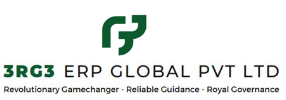 3RG3 ERP GLOBAL PVT LTD
Revolutionary Gamechanger - Reliable Guidance - Royal Governance